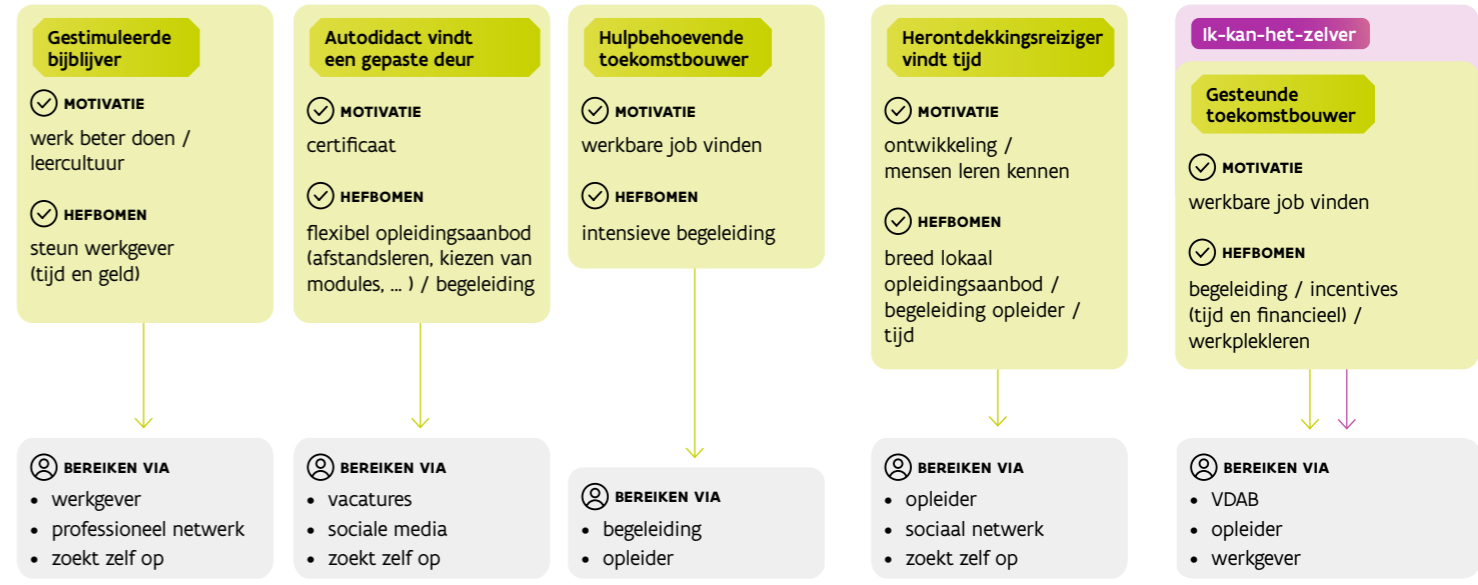 Gestimuleerde
bijblijver
MOTIVATIE
werk beter doen /
leercultuur
HEFBOMEN
steun werkgever
(tijd en geld)
BEREIKEN VIA
• werkgever
• professioneel netwerk
• zoekt zelf op
Autodidact vindt
een gepaste deur
MOTIVATIE
certificaat
HEFBOMEN
flexibel opleidingsaanbod
(afstandsleren, kiezen van
modules, ... ) / begeleiding
BEREIKEN VIA
• vacatures
• sociale media
• zoekt zelf op
Hulpbehoevende
toekomstbouwer
MOTIVATIE
werkbare job vinden
HEFBOMEN
intensieve begeleiding
BEREIKEN VIA
• begeleiding
• opleider
Herontdekkingsreiziger
vindt tijd
MOTIVATIE
ontwikkeling /
mensen leren kennen
HEFBOMEN
breed lokaal
opleidingsaanbod /
begeleiding opleider /
tijd
BEREIKEN VIA
• opleider
• sociaal netwerk
• zoekt zelf op
Ik-kan-het-zelver
Gesteunde
toekomstbouwer
MOTIVATIE
werkbare job vinden
HEFBOMEN
begeleiding / incentives
(tijd en financieel) /
werkplekleren
BEREIKEN VIA
• VDAB
• opleider
• werkgever